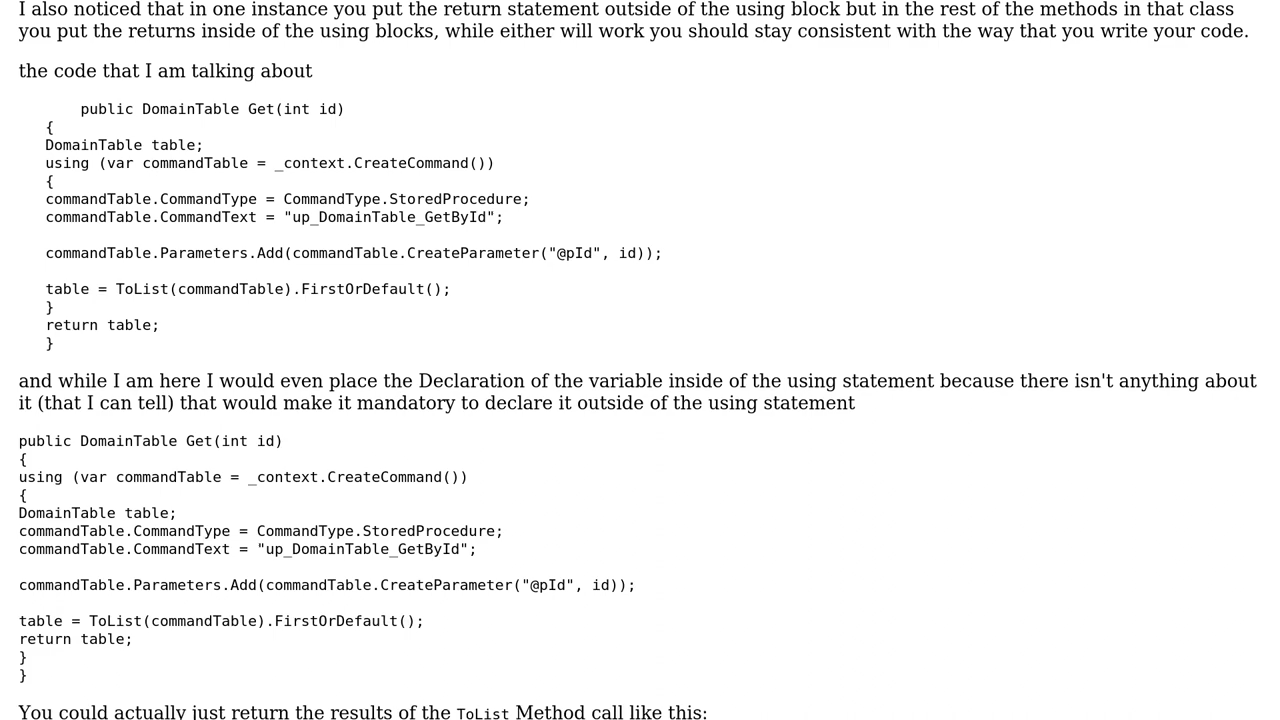 I also noticed that in one instance you put the return statement outside of the using block but in the rest of the methods in that class
you put the returns inside of the using blocks, while either will work you should stay consistent with the way that you write your code.
the code that I am talking about
public DomainTable Get(int id)
{
DomainTable table;
using (var commandTable = _context.CreateCommand())
{
commandTable.CommandType = CommandType.StoredProcedure;
commandTable.CommandText = "up_DomainTable_GetById";
commandTable.Parameters.Add(commandTable.CreateParameter("@pId", id));
table = ToList(commandTable).FirstOrDefault();
}
return table;
}
and while I am here I would even place the Declaration of the variable inside of the using statement because there isn't anything about
it (that I can tell) that would make it mandatory to declare it outside of the using statement
public DomainTable Get(int id)
{
using (var commandTable = _context.CreateCommand())
{
DomainTable table;
commandTable.CommandType = CommandType.StoredProcedure;
commandTable.CommandText = "up_DomainTable_GetById";
commandTable.Parameters.Add(commandTable.CreateParameter("@pId", id));
table = ToList(commandTable).FirstOrDefault();
return table;
}
}
You could actually just return the results of the ToList Method call like this: